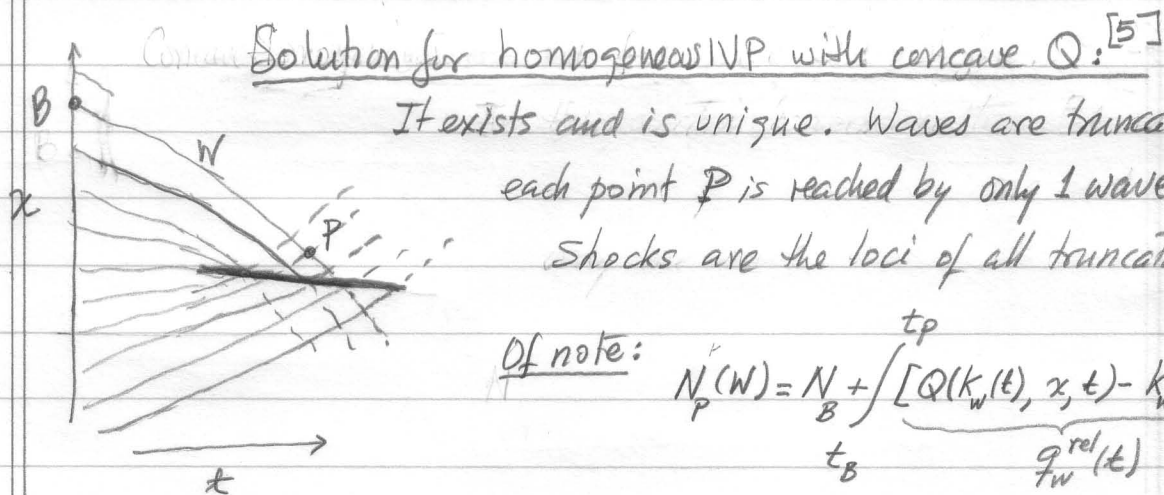 Solution for homogeneous IVP with concave Q: [5]
B
It exists and is unique. Waves are trunca
W
each point P is reached by only 1 wave
x
P
Shocks are the loci of all trunca
Of note: N_P(W) = N_B + ∫_{t_B}^{t_P} [Q(k_w(t), x, t) - k
q_w^{rel}(t)
t